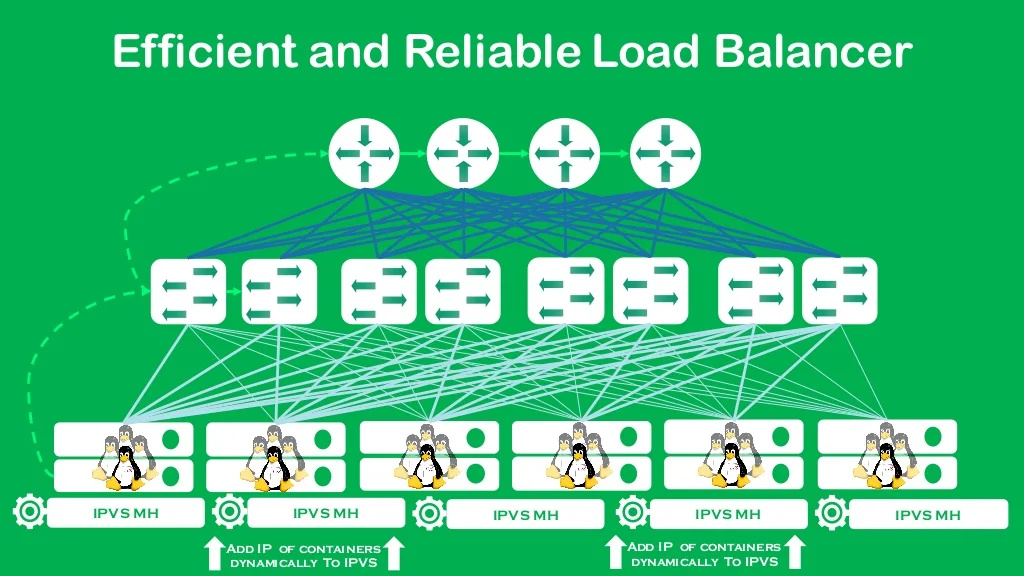 Efficient and Reliable Load Balancer
IPVS MH
IPVS MH
IPVS MH
IPVS MH
IPVS MH
ADD IP OF CONTAINERS
DYNAMICALLY TO IPVS
ADD IP OF CONTAINERS
DYNAMICALLY TO IPVS